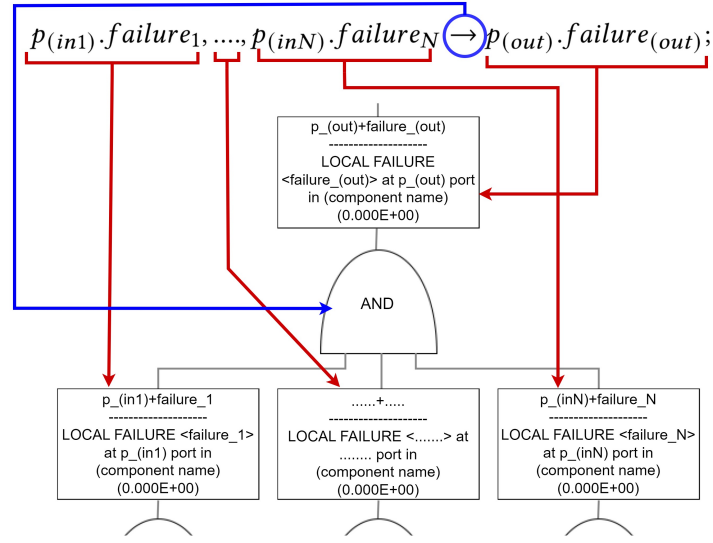 p(in1).failure1, ...., p(inN).failureN → p(out).failure(out);
p_(out)+failure_(out)
--------------------
LOCAL FAILURE
<failure_(out)> at p_(out) port
in (component name)
(0.000E+00)
AND
p_(in1)+failure_1
--------------------
LOCAL FAILURE <failure_1>
at p_(in1) port in
(component name)
(0.000E+00)
......+.....
--------------------
LOCAL FAILURE <.......> at
........ port in
(component name)
(0.000E+00)
p_(inN)+failure_N
--------------------
LOCAL FAILURE <failure_N>
at p_(inN) port in
(component name)
(0.000E+00)